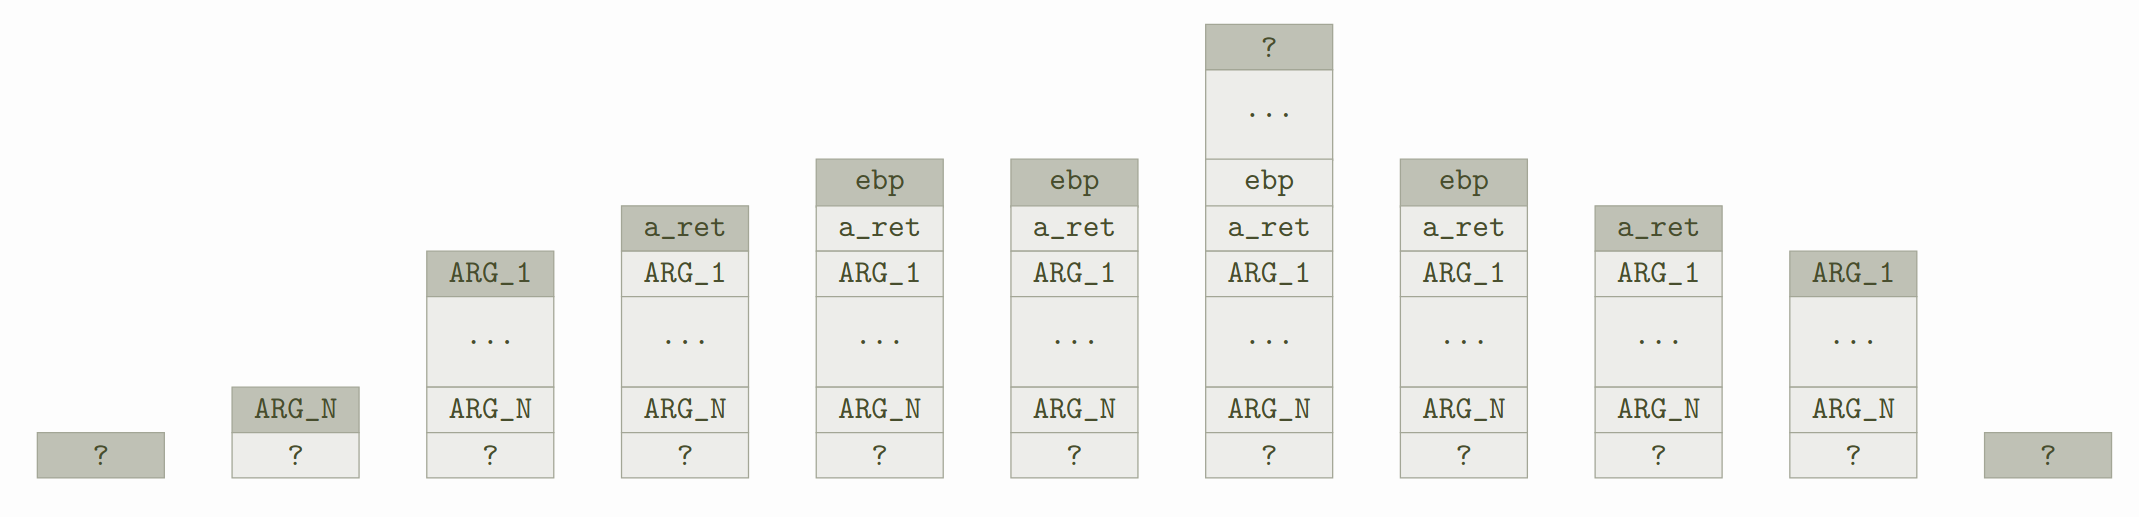 ?
... 
ebp ebp ebp ebp
a_ret a_ret a_ret a_ret a_ret a_ret
ARG_1 ARG_1 ARG_1 ARG_1 ARG_1 ARG_1 ARG_1 ARG_1
... ... ... ... ... ... ... ...
ARG_N ARG_N ARG_N ARG_N ARG_N ARG_N ARG_N ARG_N ARG_N
? ? ? ? ? ? ? ? ? ? ?